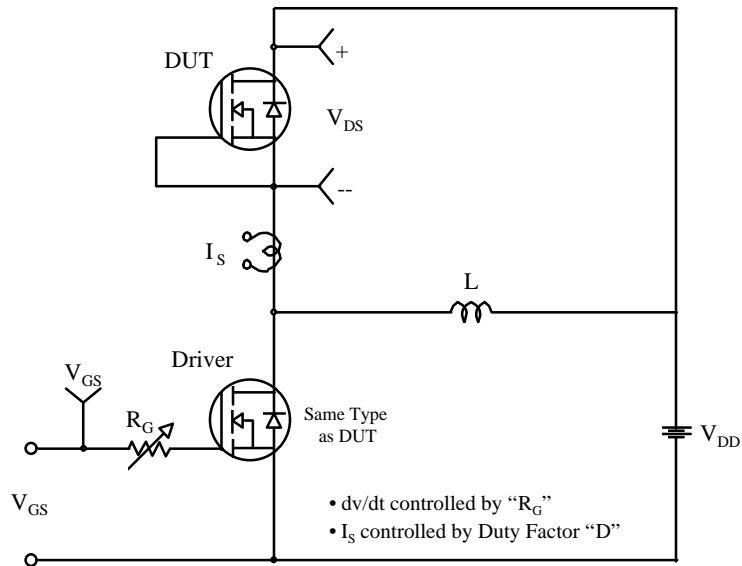 DUT
+
V_DS
--
I_S
L
Driver
V_GS
R_G
Same Type
as DUT
V_DD
V_GS
• dv/dt controlled by “R_G”
• I_S controlled by Duty Factor “D”